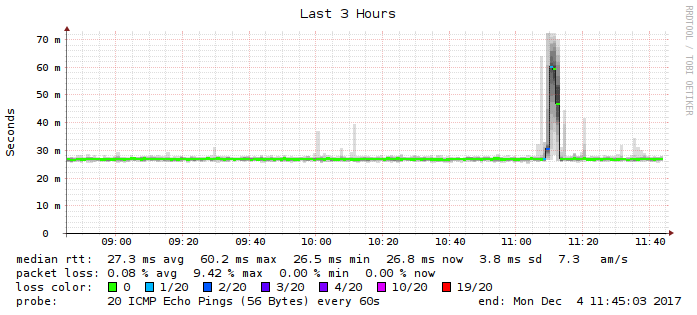 Last 3 Hours
RRDTOOL / TOBI OETIKER
Seconds
70 m
60 m
50 m
40 m
30 m
20 m
10 m
0
09:00 09:20 09:40 10:00 10:20 10:40 11:00 11:20 11:40
median rtt: 27.3 ms avg 60.2 ms max 26.5 ms min 26.8 ms now 3.8 ms sd 7.3 am/s
packet loss: 0.08 % avg 9.42 % max 0.00 % min 0.00 % now
loss color: 0 1/20 2/20 3/20 4/20 10/20 19/20
probe: 20 ICMP Echo Pings (56 Bytes) every 60s end: Mon Dec 4 11:45:03 2017